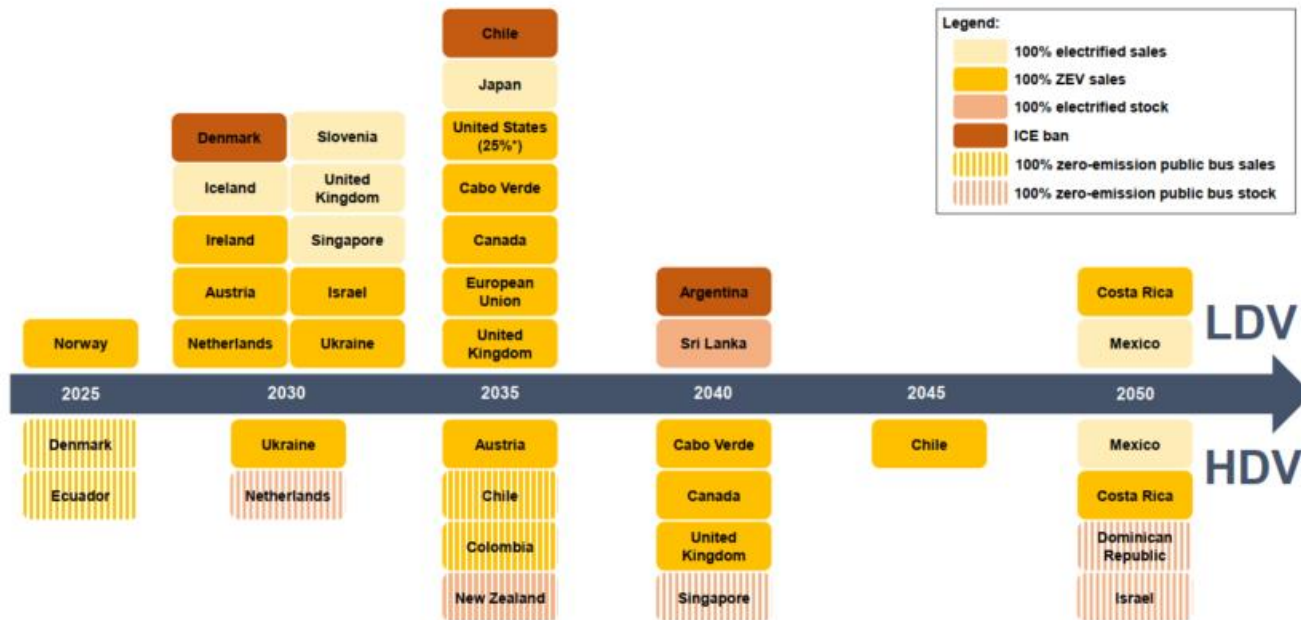 Chile
Legend:
100% electrified sales
100% ZEV sales
100% electrified stock
ICE ban
100% zero-emission public bus sales
100% zero-emission public bus stock
Japan
Denmark
Slovenia
United States
(25%*)
Iceland
United
Kingdom
Cabo Verde
Ireland
Singapore
Canada
Austria
Israel
European
Union
Argentina
Costa Rica
Norway
Netherlands
Ukraine
United
Kingdom
Sri Lanka
Mexico
LDV
2025
2030
2035
2040
2045
2050
Denmark
Ukraine
Austria
Cabo Verde
Chile
Mexico
HDV
Ecuador
Netherlands
Chile
Canada
Costa Rica
Colombia
United
Kingdom
Dominican
Republic
New Zealand
Singapore
Israel